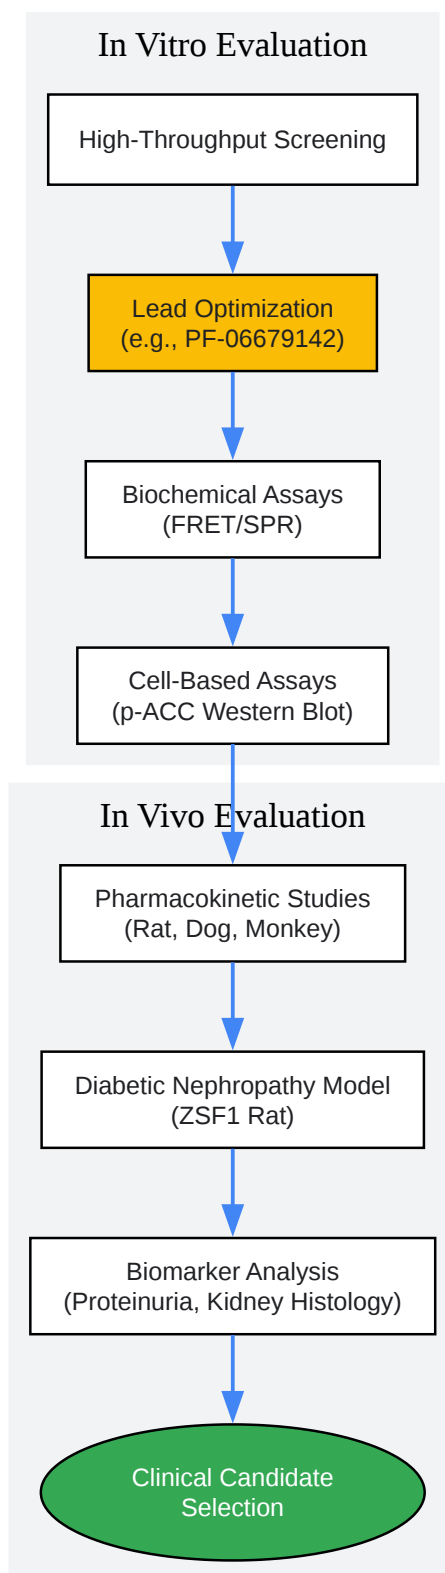 In Vitro Evaluation
High-Throughput Screening
Lead Optimization
(e.g., PF-06679142)
Biochemical Assays
(FRET/SPR)
Cell-Based Assays
(p-ACC Western Blot)
In Vivo Evaluation
Pharmacokinetic Studies
(Rat, Dog, Monkey)
Diabetic Nephropathy Model
(ZSF1 Rat)
Biomarker Analysis
(Proteinuria, Kidney Histology)
Clinical Candidate
Selection